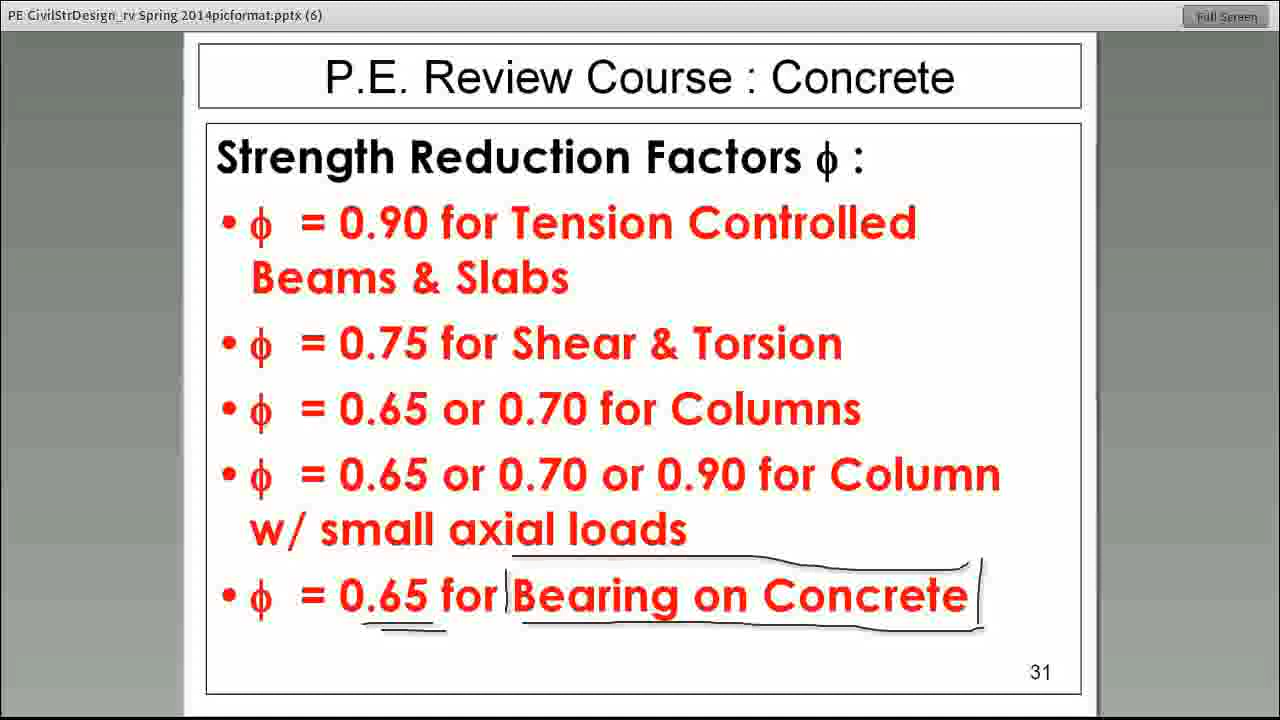 PE CivilStrDesign_rv Spring 2014picformat.pptx (6)
Full Screen
P.E. Review Course : Concrete
Strength Reduction Factors ϕ :
• ϕ = 0.90 for Tension Controlled
Beams & Slabs
• ϕ = 0.75 for Shear & Torsion
• ϕ = 0.65 or 0.70 for Columns
• ϕ = 0.65 or 0.70 or 0.90 for Column
w/ small axial loads
• ϕ = 0.65 for Bearing on Concrete
31